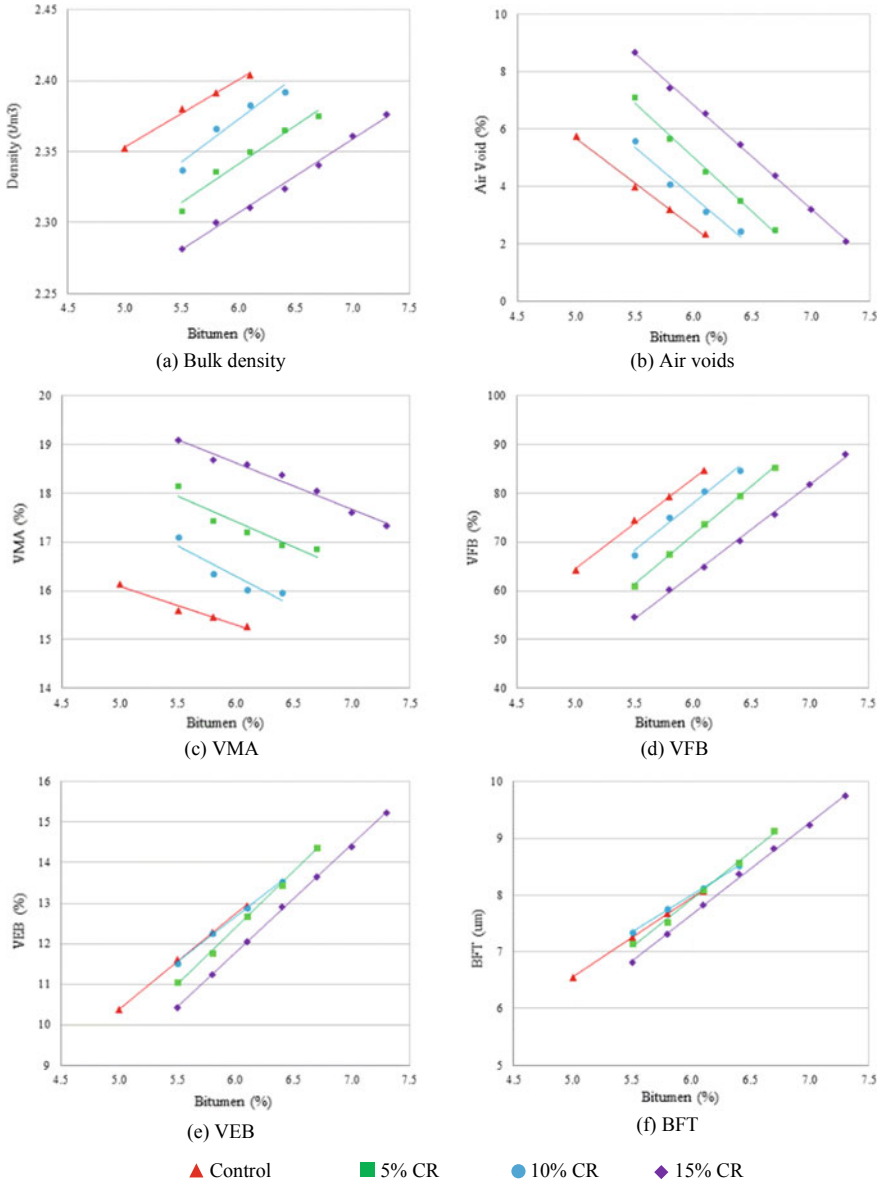 2.45
2.40
2.35
2.30
2.25
Density (t/m3)
4.5 5.0 5.5 6.0 6.5 7.0 7.5
Bitumen (%)
(a) Bulk density
10
8
6
4
2
0
Air Void (%)
4.5 5.0 5.5 6.0 6.5 7.0 7.5
Bitumen (%)
(b) Air voids
20
19
18
17
16
15
14
VMA (%)
4.5 5.0 5.5 6.0 6.5 7.0 7.5
Bitumen (%)
(c) VMA
100
90
80
70
60
50
40
VFB (%)
4.5 5.0 5.5 6.0 6.5 7.0 7.5
Bitumen (%)
(d) VFB
16
15
14
13
12
11
10
9
VEB (%)
4.5 5.0 5.5 6.0 6.5 7.0 7.5
Bitumen (%)
(e) VEB
10
9
8
7
6
5
BFT (um)
4.5 5.0 5.5 6.0 6.5 7.0 7.5
Bitumen (%)
(f) BFT
Control 5% CR 10% CR 15% CR